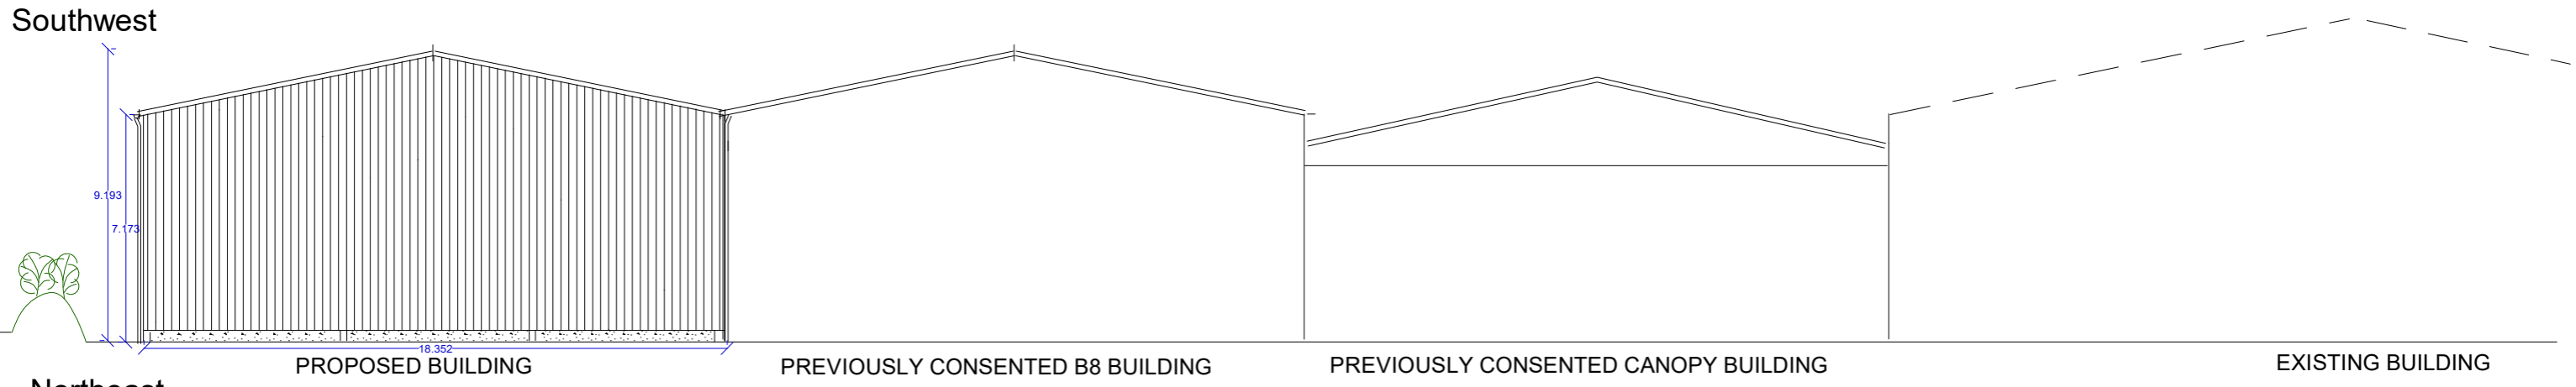 Southwest
9.193
7.173
18.352
PROPOSED BUILDING
PREVIOUSLY CONSENTED B8 BUILDING
PREVIOUSLY CONSENTED CANOPY BUILDING
EXISTING BUILDING
Northeast